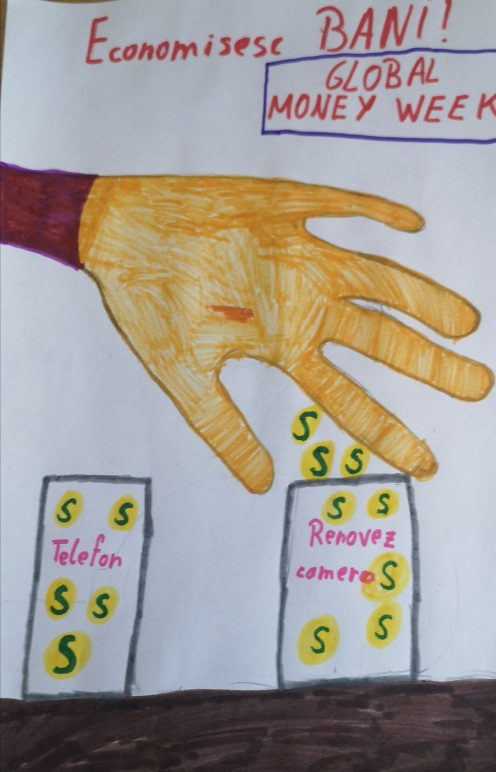 Economisesc BANI!
GLOBAL
MONEY WEEK
S S
Telefon
S S
S
S
S S
S S
Renovez
camera S
S S